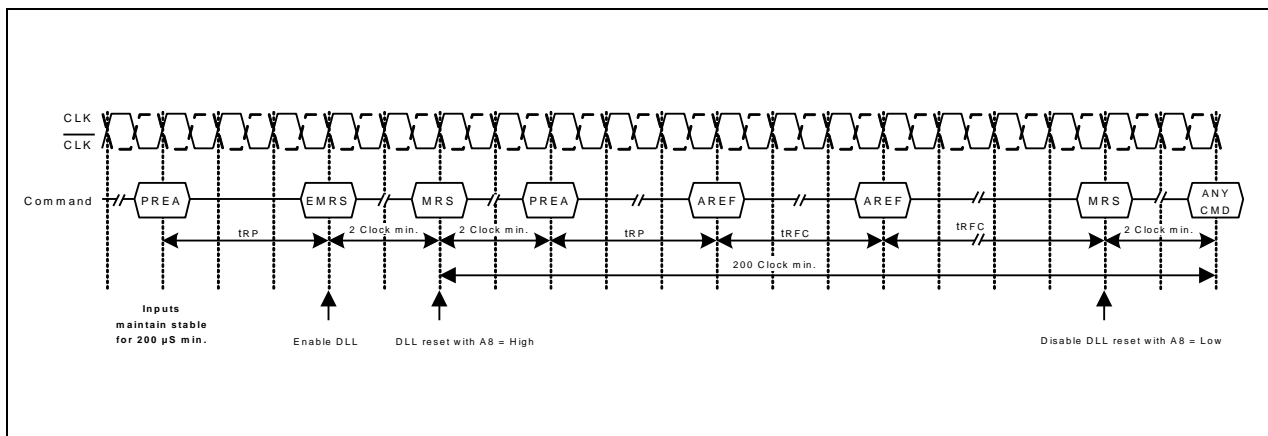 CLK
CLK
Command
PREA
EMRS
MRS
PREA
AREF
AREF
MRS
ANY
CMD
tRP
2 Clock min.
2 Clock min.
tRP
tRFC
tRFC
2 Clock min.
200 Clock min.
Inputs
maintain stable
for 200 µS min.
Enable DLL
DLL reset with A8 = High
Disable DLL reset with A8 = Low